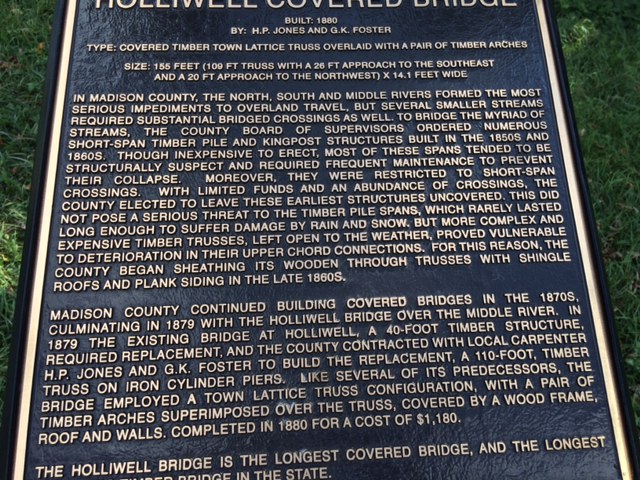 HOLLIWELL COVERED BRIDGE
BUILT: 1880
BY: H.P. JONES AND G.K. FOSTER
TYPE: COVERED TIMBER TOWN LATTICE TRUSS OVERLAID WITH A PAIR OF TIMBER ARCHES
SIZE: 155 FEET (109 FT TRUSS WITH A 26 FT APPROACH TO THE SOUTHEAST
AND A 20 FT APPROACH TO THE NORTHWEST) X 14.1 FEET WIDE
IN MADISON COUNTY, THE NORTH, SOUTH AND MIDDLE RIVERS FORMED THE MOST
SERIOUS IMPEDIMENTS TO OVERLAND TRAVEL, BUT SEVERAL SMALLER STREAMS
REQUIRED SUBSTANTIAL BRIDGED CROSSINGS AS WELL. TO BRIDGE THE MYRIAD OF
STREAMS, THE COUNTY BOARD OF SUPERVISORS ORDERED NUMEROUS
SHORT-SPAN TIMBER PILE AND KINGPOST STRUCTURES BUILT IN THE 1850S AND
1860S. THOUGH INEXPENSIVE TO ERECT, MOST OF THESE SPANS TENDED TO BE
STRUCTURALLY SUSPECT AND REQUIRED FREQUENT MAINTENANCE TO PREVENT
THEIR COLLAPSE. MOREOVER, THEY WERE RESTRICTED TO SHORT-SPAN
CROSSINGS. WITH LIMITED FUNDS AND AN ABUNDANCE OF CROSSINGS, THE
COUNTY ELECTED TO LEAVE THESE EARLIEST STRUCTURES UNCOVERED. THIS DID
NOT POSE A SERIOUS THREAT TO THE TIMBER PILE SPANS, WHICH RARELY LASTED
LONG ENOUGH TO SUFFER DAMAGE BY RAIN AND SNOW. BUT MORE COMPLEX AND
EXPENSIVE TIMBER TRUSSES, LEFT OPEN TO THE WEATHER, PROVED VULNERABLE
TO DETERIORATION IN THEIR UPPER CHORD CONNECTIONS. FOR THIS REASON, THE
COUNTY BEGAN SHEATHING ITS WOODEN THROUGH TRUSSES WITH SHINGLE
ROOFS AND PLANK SIDING IN THE LATE 1860S.
MADISON COUNTY CONTINUED BUILDING COVERED BRIDGES IN THE 1870S,
CULMINATING IN 1879 WITH THE HOLLIWELL BRIDGE OVER THE MIDDLE RIVER. IN
1879 THE EXISTING BRIDGE AT HOLLIWELL, A 40-FOOT TIMBER STRUCTURE,
REQUIRED REPLACEMENT, AND THE COUNTY CONTRACTED WITH LOCAL CARPENTER
H.P. JONES AND G.K. FOSTER TO BUILD THE REPLACEMENT, A 110-FOOT, TIMBER
TRUSS ON IRON CYLINDER PIERS. LIKE SEVERAL OF ITS PREDECESSORS, THE
BRIDGE EMPLOYED A TOWN LATTICE TRUSS CONFIGURATION, WITH A PAIR OF
TIMBER ARCHES SUPERIMPOSED OVER THE TRUSS, COVERED BY A WOOD FRAME,
ROOF AND WALLS. COMPLETED IN 1880 FOR A COST OF $1,180.
THE HOLLIWELL BRIDGE IS THE LONGEST COVERED BRIDGE, AND THE LONGEST
TIMBER BRIDGE IN THE STATE.